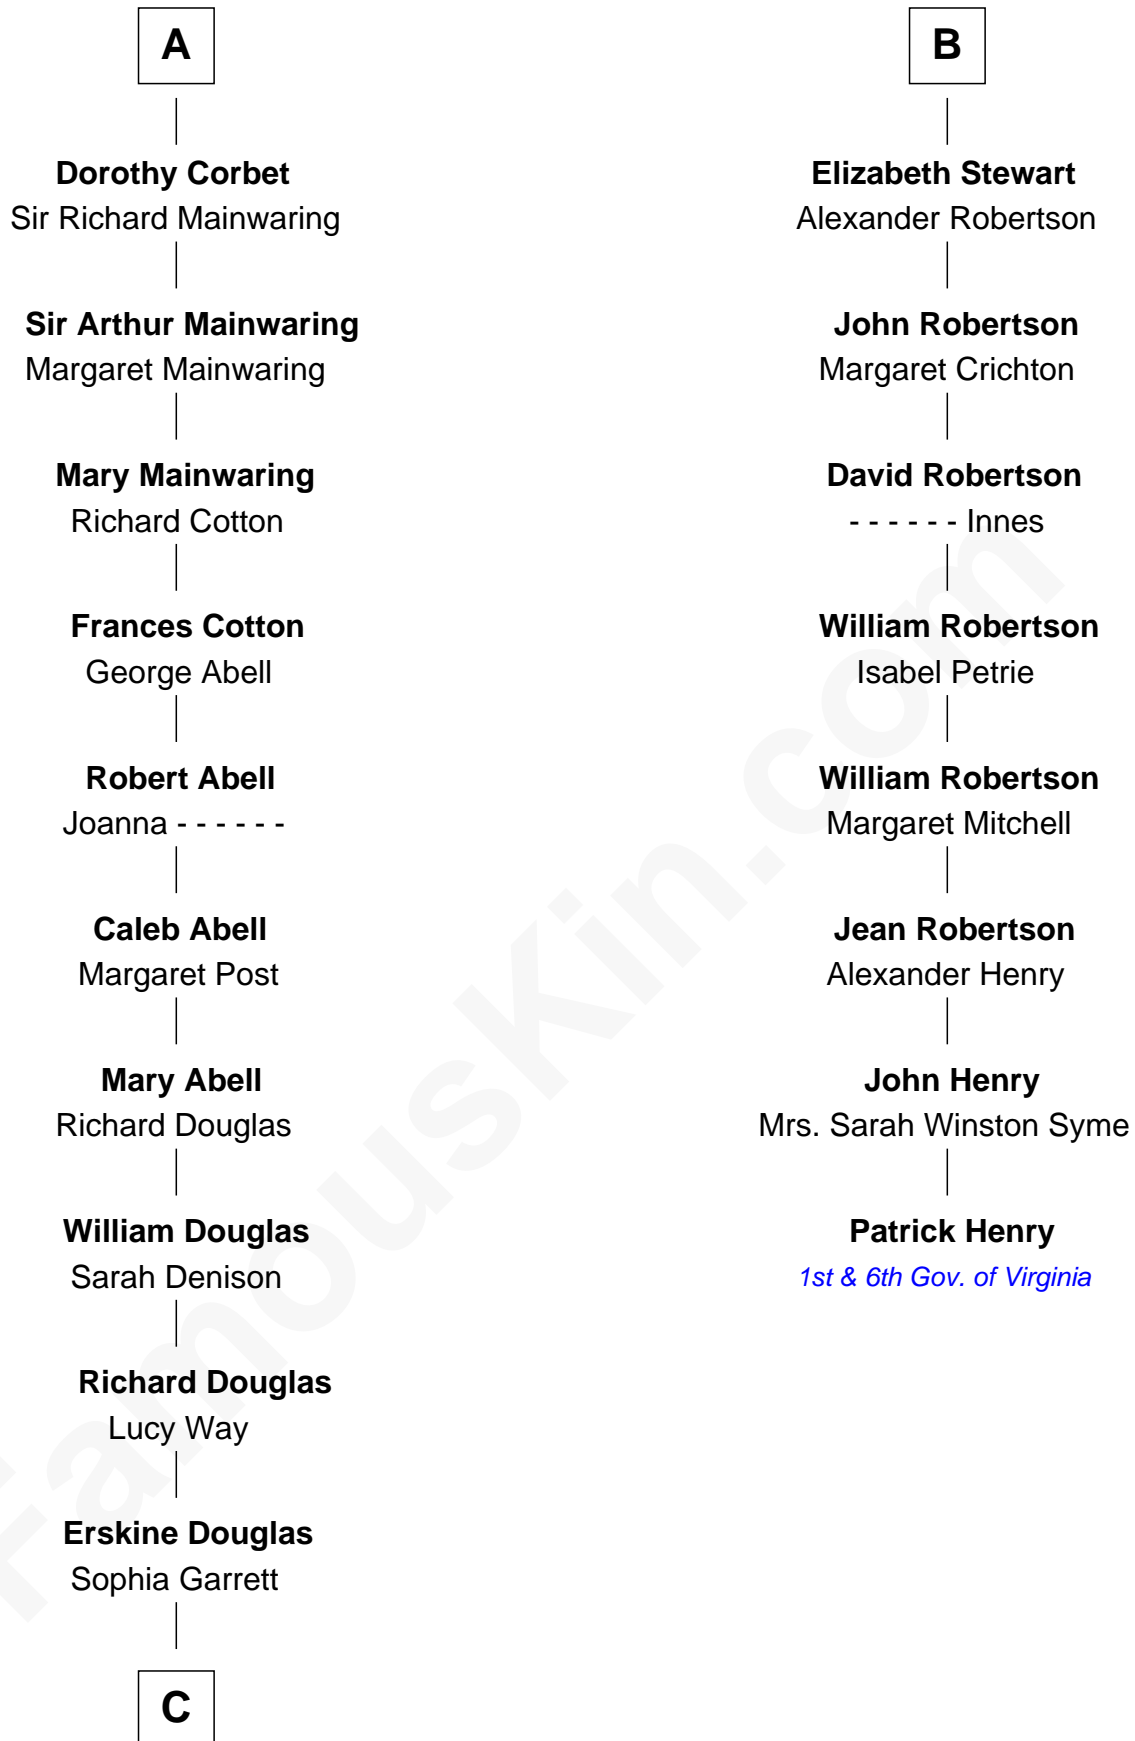 A
Dorothy Corbet
Sir Richard Mainwaring
Sir Arthur Mainwaring
Margaret Mainwaring
Mary Mainwaring
Richard Cotton
Frances Cotton
George Abell
Robert Abell
Joanna - - - - - -
Caleb Abell
Margaret Post
Mary Abell
Richard Douglas
William Douglas
Sarah Denison
Richard Douglas
Lucy Way
Erskine Douglas
Sophia Garrett
C
B
Elizabeth Stewart
Alexander Robertson
John Robertson
Margaret Crichton
David Robertson
- - - - - - Innes
William Robertson
Isabel Petrie
William Robertson
Margaret Mitchell
Jean Robertson
Alexander Henry
John Henry
Mrs. Sarah Winston Syme
Patrick Henry
1st & 6th Gov. of Virginia
FamousKin.com